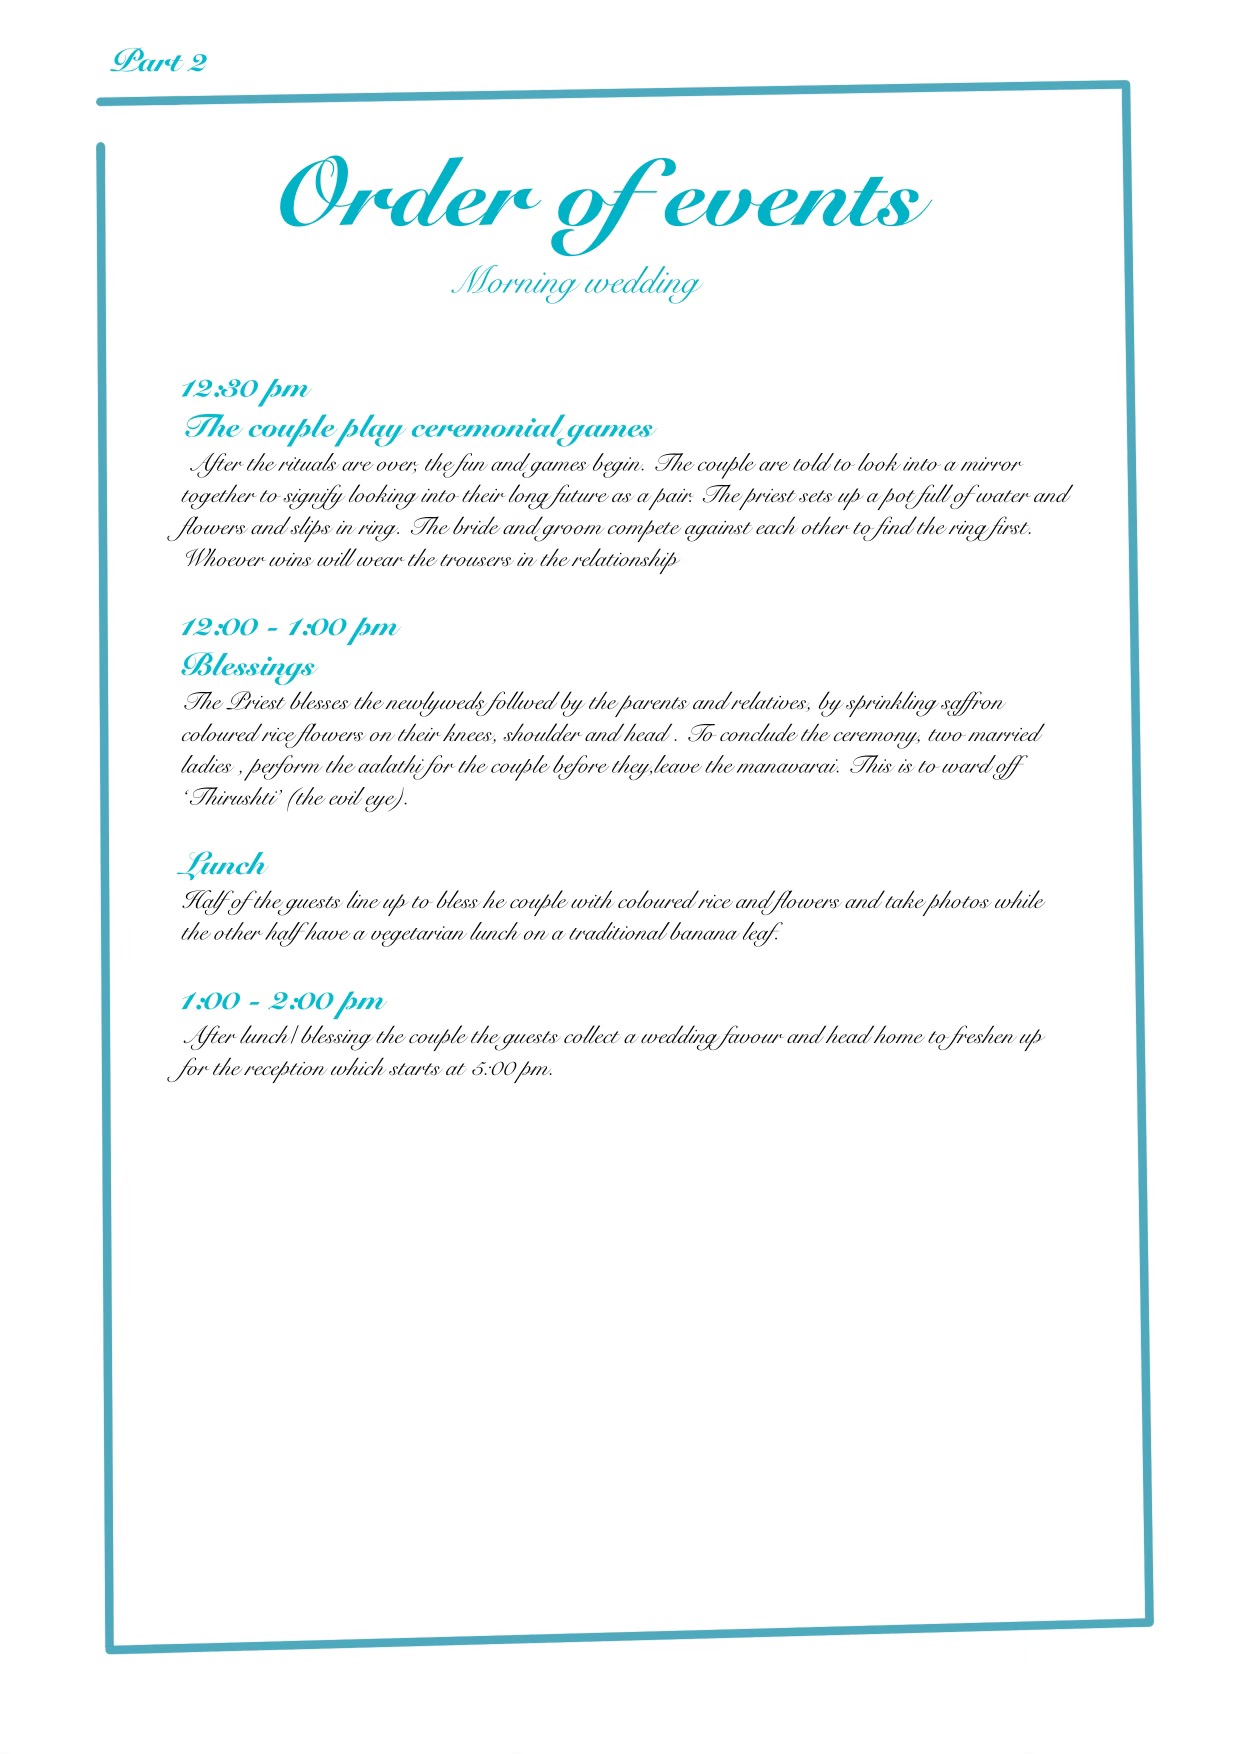 Part 2
Order of events
Morning wedding
12:30 pm
The couple play ceremonial games
After the rituals are over, the fun and games begin. The couple are told to look into a mirror
together to signify looking into their long future as a pair. The priest sets up a pot full of water and
flowers and slips in ring. The bride and groom compete against each other to find the ring first.
Whoever wins will wear the trousers in the relationship
12:00 - 1:00 pm
Blessings
The Priest blesses the newlyweds follwed by the parents and relatives, by sprinkling saffron
coloured rice flowers on their knees, shoulder and head . To conclude the ceremony, two married
ladies , perform the aalathi for the couple before they,leave the manavarai. This is to ward off
‘Thirushti’ (the evil eye).
Lunch
Half of the guests line up to bless he couple with coloured rice and flowers and take photos while
the other half have a vegetarian lunch on a traditional banana leaf.
1:00 - 2:00 pm
After lunch| blessing the couple the guests collect a wedding favour and head home to freshen up
for the reception which starts at 5:00 pm.